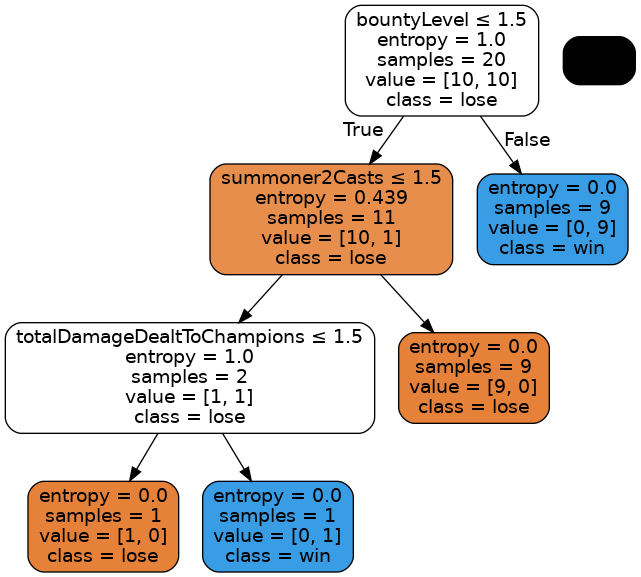 bountyLevel ≤ 1.5
entropy = 1.0
samples = 20
value = [10, 10]
class = lose
True
False
summoner2Casts ≤ 1.5
entropy = 0.439
samples = 11
value = [10, 1]
class = lose
entropy = 0.0
samples = 9
value = [0, 9]
class = win
totalDamageDealtToChampions ≤ 1.5
entropy = 1.0
samples = 2
value = [1, 1]
class = lose
entropy = 0.0
samples = 9
value = [9, 0]
class = lose
entropy = 0.0
samples = 1
value = [1, 0]
class = lose
entropy = 0.0
samples = 1
value = [0, 1]
class = win